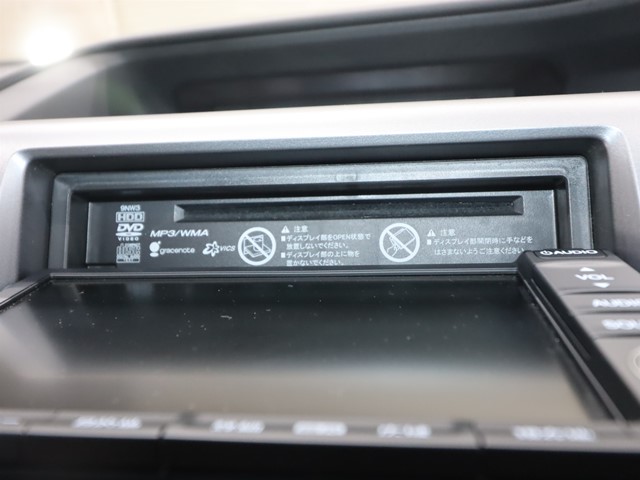 9NW3
HDD
DVD
VIDEO
MP3/WMA
gracenote
VICS
⚠ 注意
■ディスプレイ部をOPEN状態で
放置しないでください。
■ディスプレイ部の上に物を
置かないでください。
⚠ 注意
■ディスプレイ部開閉時に手などを
はさまないようご注意ください。
AUDIO
VOL